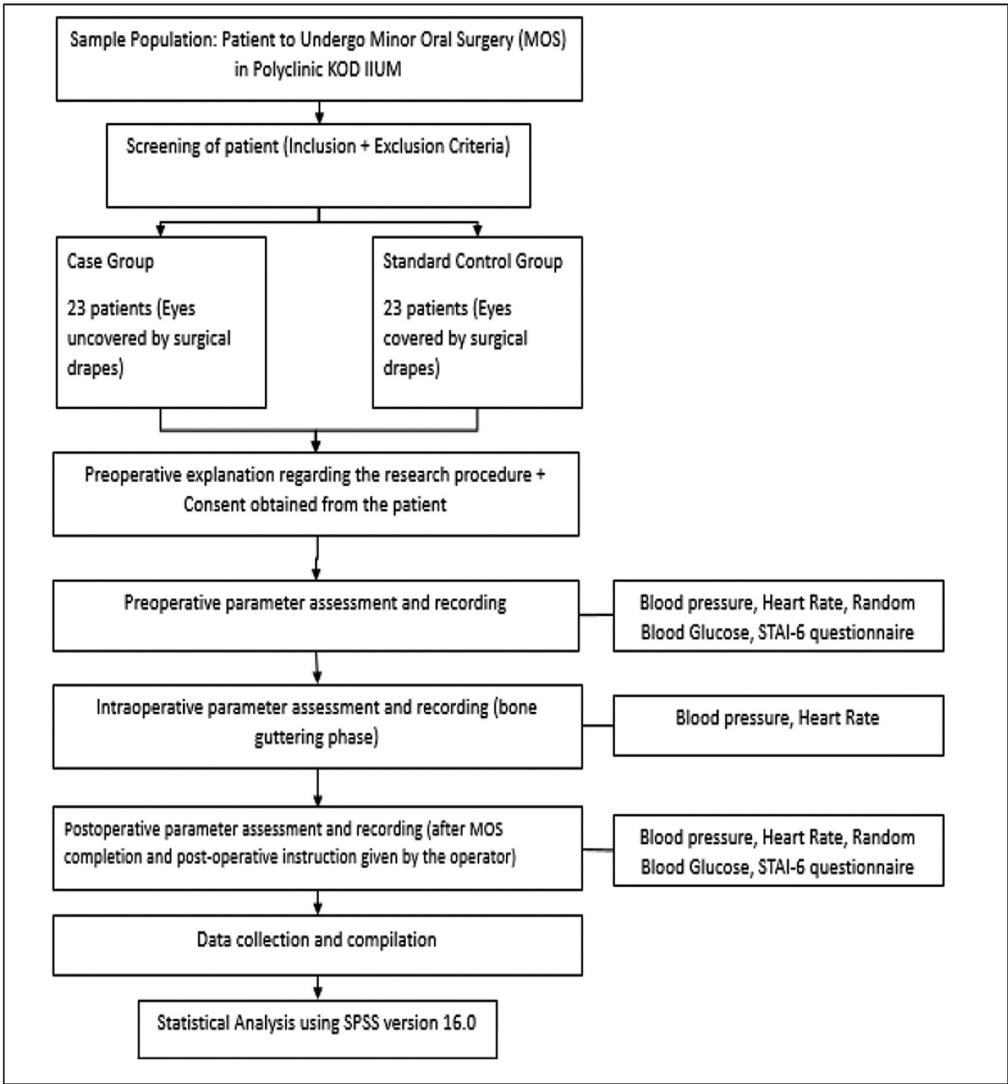 Sample Population: Patient to Undergo Minor Oral Surgery (MOS)
in Polyclinic KOD IIUM
Screening of patient (Inclusion + Exclusion Criteria)
Case Group
23 patients (Eyes
uncovered by surgical
drapes)
Standard Control Group
23 patients (Eyes
covered by surgical
drapes)
Preoperative explanation regarding the research procedure +
Consent obtained from the patient
Preoperative parameter assessment and recording
Blood pressure, Heart Rate, Random
Blood Glucose, STAI-6 questionnaire
Intraoperative parameter assessment and recording (bone
guttering phase)
Blood pressure, Heart Rate
Postoperative parameter assessment and recording (after MOS
completion and post-operative instruction given by the operator)
Blood pressure, Heart Rate, Random
Blood Glucose, STAI-6 questionnaire
Data collection and compilation
Statistical Analysis using SPSS version 16.0